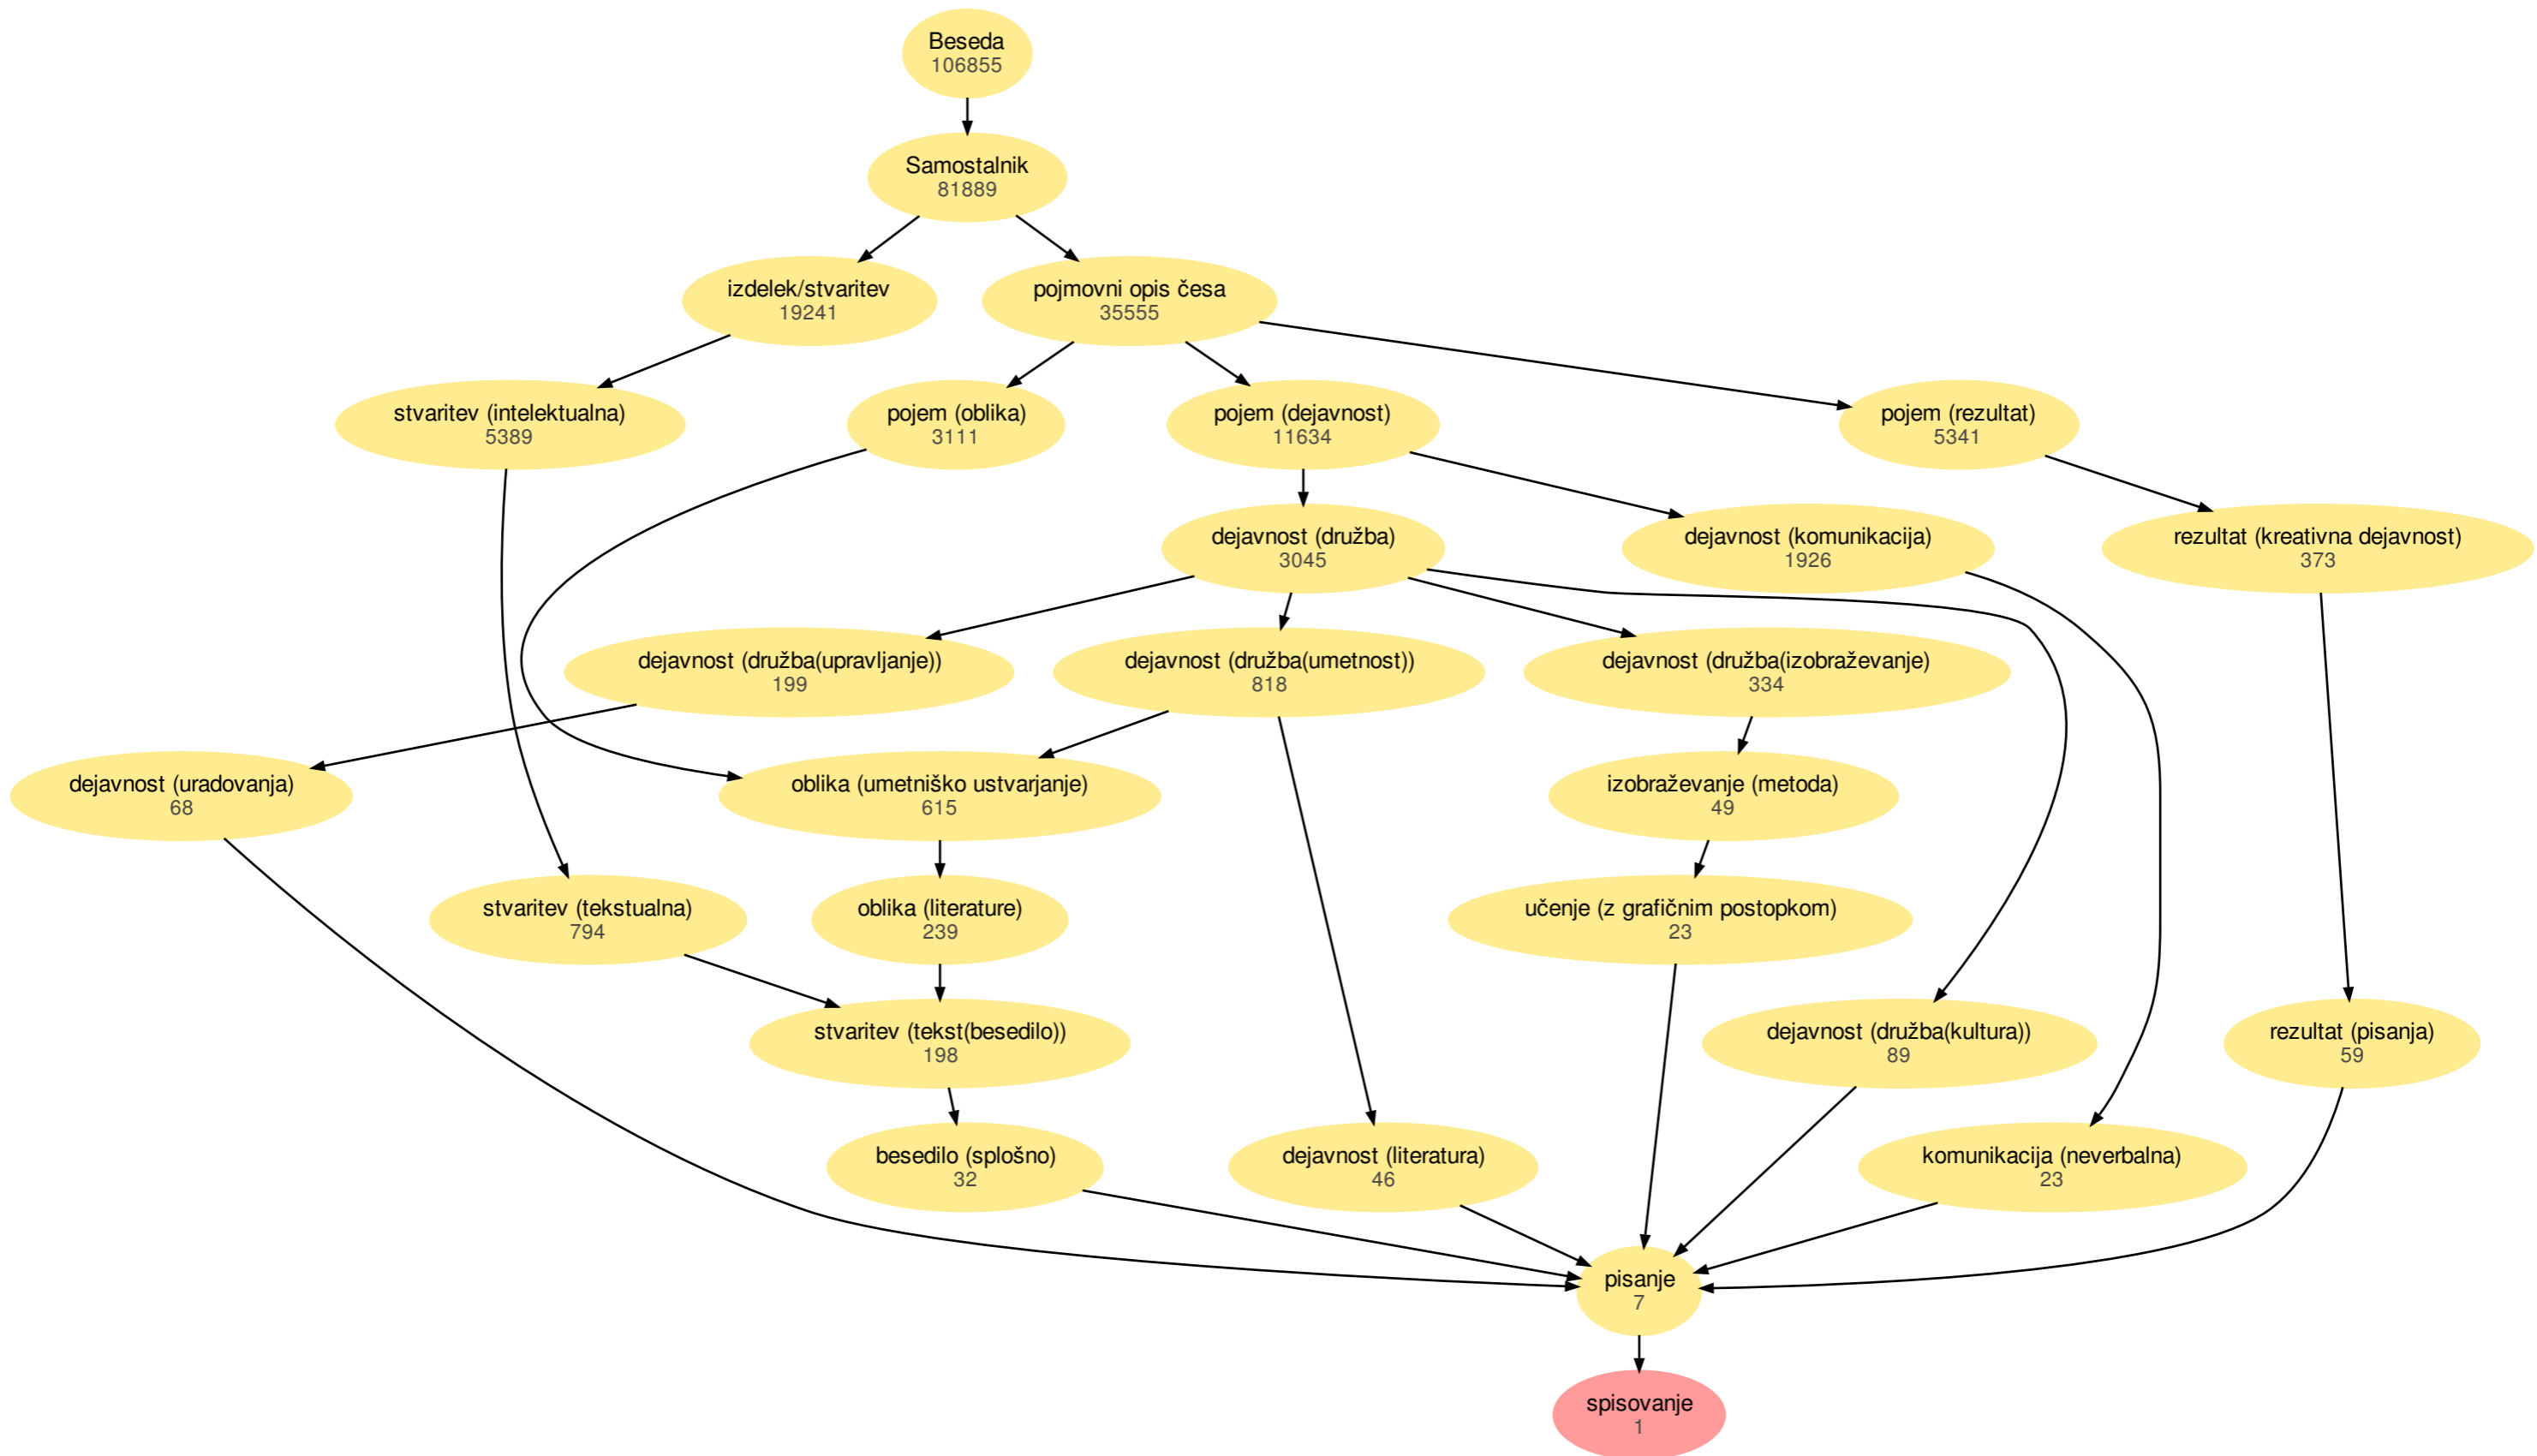 Beseda
106855
Samostalnik
81889
izdelek/stvaritev
19241
pojmovni opis česa
35555
stvaritev (intelektualna)
5389
pojem (oblika)
3111
pojem (dejavnost)
11634
pojem (rezultat)
5341
dejavnost (družba)
3045
dejavnost (komunikacija)
1926
rezultat (kreativna dejavnost)
373
dejavnost (družba(upravljanje))
199
dejavnost (družba(umetnost))
818
dejavnost (družba(izobraževanje)
334
dejavnost (uradovanja)
68
oblika (umetniško ustvarjanje)
615
izobraževanje (metoda)
49
stvaritev (tekstualna)
794
oblika (literature)
239
učenje (z grafičnim postopkom)
23
stvaritev (tekst(besedilo))
198
dejavnost (družba(kultura))
89
rezultat (pisanja)
59
besedilo (splošno)
32
dejavnost (literatura)
46
komunikacija (neverbalna)
23
pisanje
7
spisovanje
1